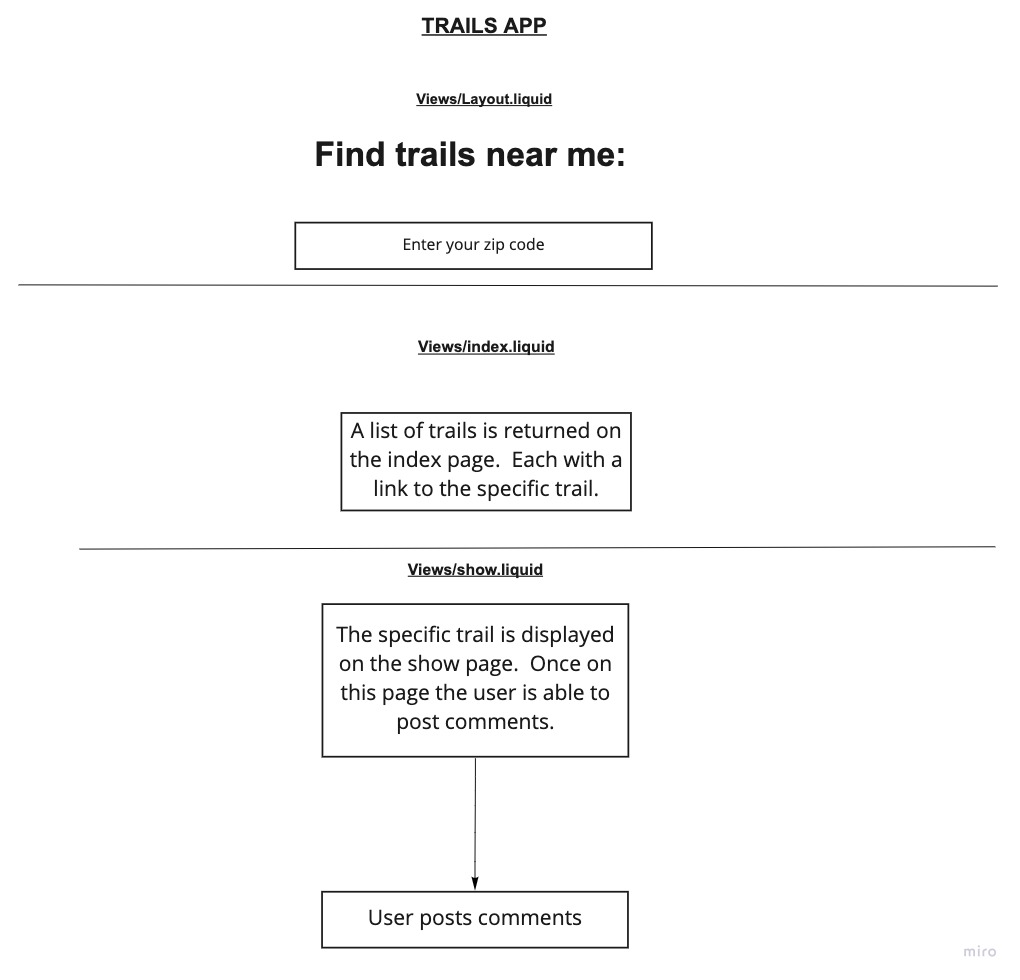 TRAILS APP
Views/Layout.liquid
Find trails near me:
Enter your zip code
Views/index.liquid
A list of trails is returned on
the index page.  Each with a
link to the specific trail.
Views/show.liquid
The specific trail is displayed
on the show page.  Once on
this page the user is able to
post comments.
User posts comments
miro